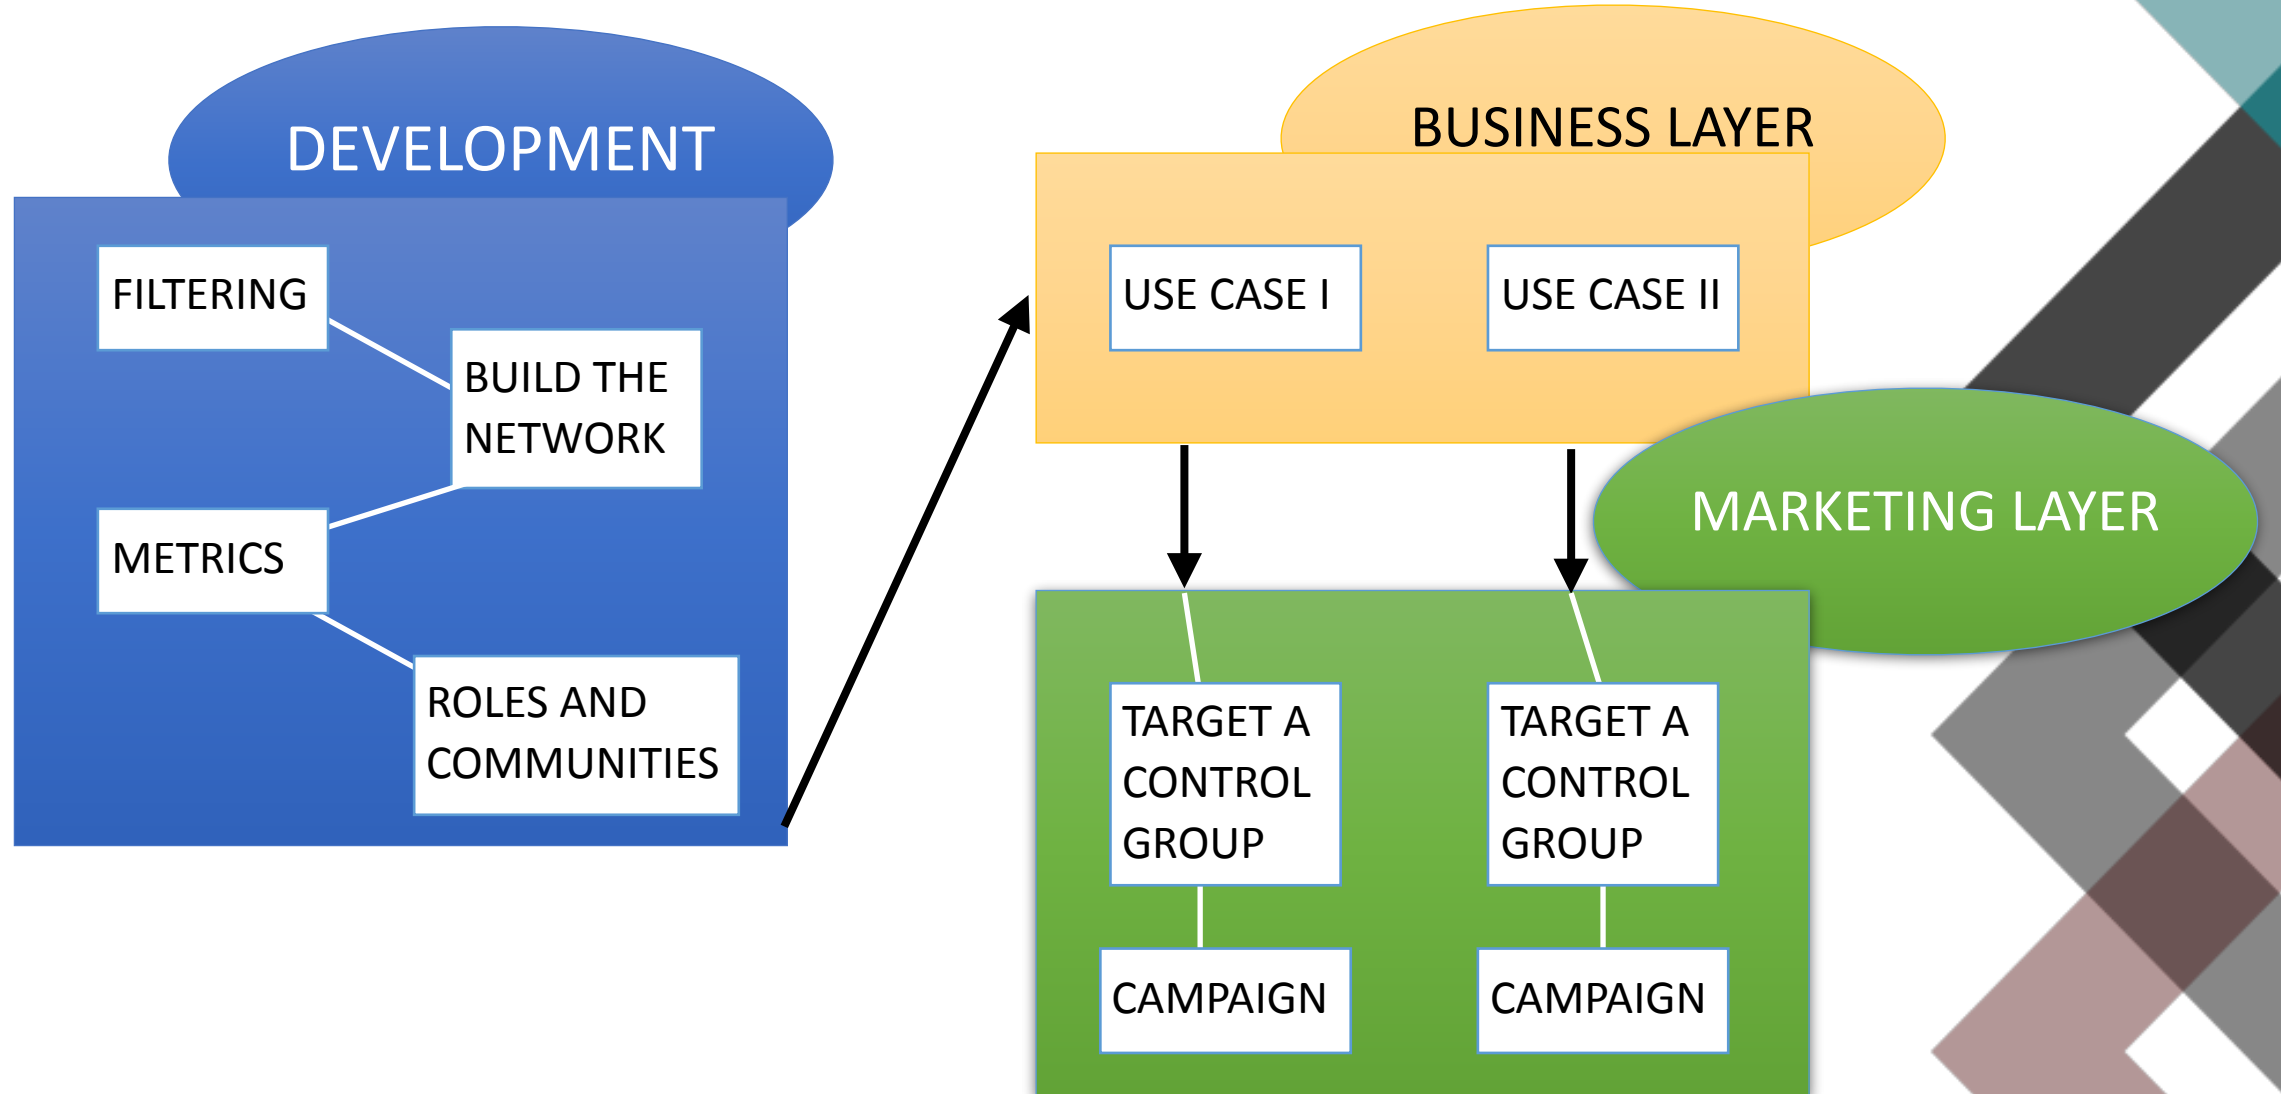 DEVELOPMENT
FILTERING
BUILD THE
NETWORK
METRICS
ROLES AND
COMMUNITIES
BUSINESS LAYER
USE CASE I
USE CASE II
MARKETING LAYER
TARGET A
CONTROL
GROUP
CAMPAIGN
TARGET A
CONTROL
GROUP
CAMPAIGN